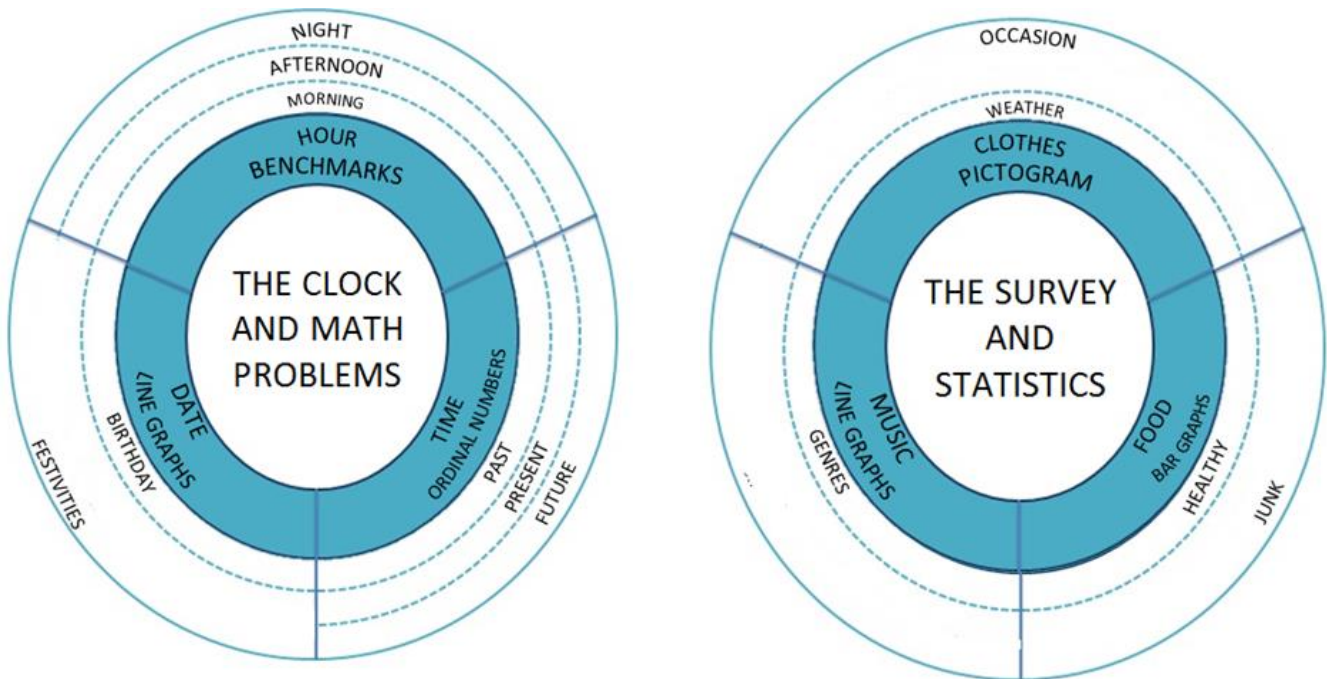 NIGHT
AFTERNOON
MORNING
HOUR
BENCHMARKS
THE CLOCK
AND MATH
PROBLEMS
DATE
LINE GRAPHS
BIRTHDAY
FESTIVITIES
TIME
ORDINAL NUMBERS
PAST
PRESENT
FUTURE
OCCASION
WEATHER
CLOTHES
PICTOGRAM
THE SURVEY
AND
STATISTICS
MUSIC
LINE GRAPHS
GENRES
...
FOOD
BAR GRAPHS
HEALTHY
JUNK